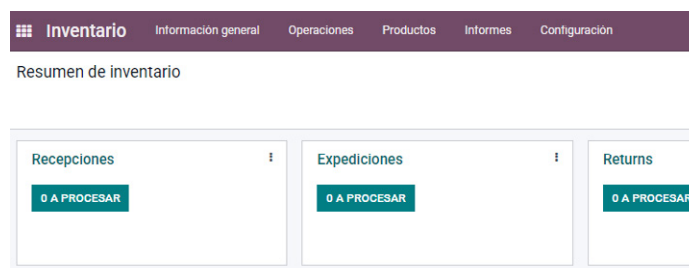 Inventario Información general Operaciones Productos Informes Configuración
Resumen de inventario
Recepciones Expediciones Returns
0 A PROCESAR 0 A PROCESAR 0 A PROCESAR